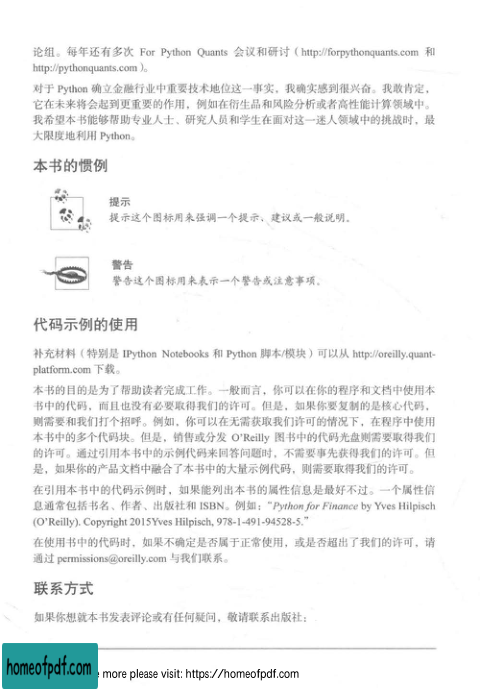 论组。每年还有多次 For Python Quants 会议和研讨（http://forpythonquants.com 和
http://pythonquants.com）。
对于 Python 确立金融行业中重要技术地位这一事实，我确实感到很兴奋。我敢肯定，
它在未来将会起到更重要的作用，例如在衍生品和风险分析或者高性能计算领域中。
我希望本书能够帮助专业人士、研究人员和学生在面对这一迷人领域中的挑战时，最
大限度地利用 Python。
本书的惯例
提示
提示这个图标用来强调一个提示、建议或一般说明。
警告
警告这个图标用来表示一个警告或注意事项。
代码示例的使用
补充材料（特别是 IPython Notebooks 和 Python 脚本/模块）可以从 http://oreilly.quant-
platform.com 下载。
本书的目的是为了帮助读者完成工作。一般而言，你可以在你的程序和文档中使用本
书中的代码，而且也没有必要取得我们的许可。但是，如果你要复制的是核心代码，
则需要和我们打个招呼。例如，你可以在无需获取我们许可的情况下，在程序中使用
本书中的多个代码块。但是，销售或分发 O'Reilly 图书中的代码光盘则需要取得我们
的许可。通过引用本书中的示例代码来回答问题时，不需要事先获得我们的许可。但
是，如果你的产品文档中融合了本书中的大量示例代码，则需要取得我们的许可。
在引用本书中的代码示例时，如果能列出本书的属性信息是最好不过。一个属性信
息通常包括书名、作者、出版社和 ISBN。例如：“Python for Finance by Yves Hilpisch
(O'Reilly). Copyright 2015Yves Hilpisch, 978-1-491-94528-5.”
在使用书中的代码时，如果不确定是否属于正常使用，或是否超出了我们的许可，请
通过 permissions@oreilly.com 与我们联系。
联系方式
如果你想就本书发表评论或有任何疑问，敬请联系出版社：
homeofpdf.com
e more please visit: https://homeofpdf.com